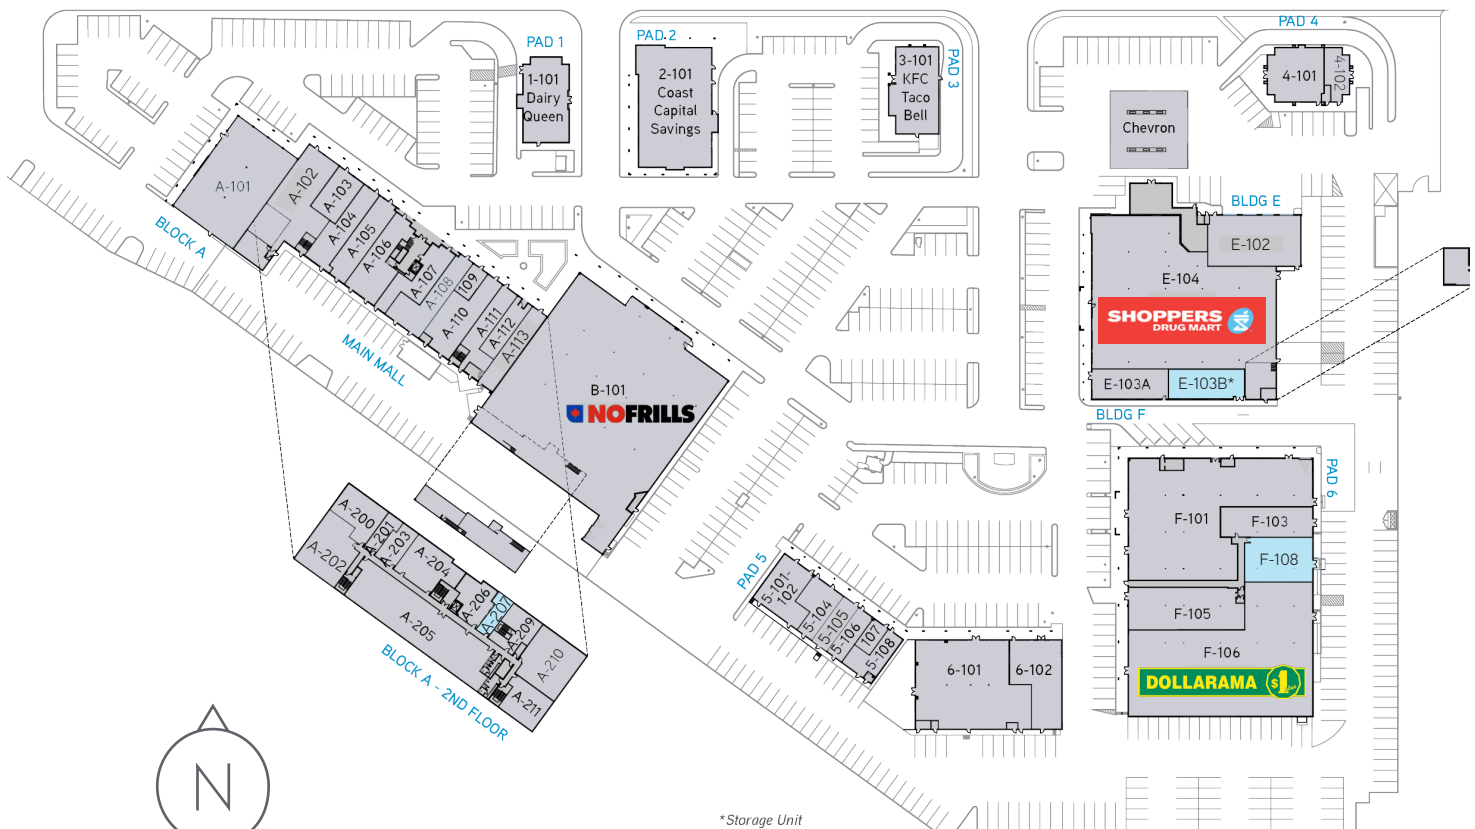 PAD 1
1-101
Dairy
Queen
PAD 2
2-101
Coast
Capital
Savings
3-101
KFC
Taco
Bell
PAD 3
PAD 4
4-101
4-102
Chevron
A-101
A-102
A-103
A-104
A-105
A-106
A-107
A-108
109
A-110
A-111
A-112
A-113
BLOCK A
MAIN MALL
B-101
NOFRILLS
BLDG E
E-102
E-104
SHOPPERS
DRUG MART
E-103A
E-103B*
BLDG F
PAD 6
F-101
F-103
F-108
F-105
F-106
DOLLARAMA $1
A-200
A-201
A-202
A-203
A-204
A-205
A-206
A-207
A-209
A-210
A-211
BLOCK A - 2ND FLOOR
PAD 5
5-101-
102
5-104
5-105
5-106
107
5-108
6-101
6-102
N
*Storage Unit